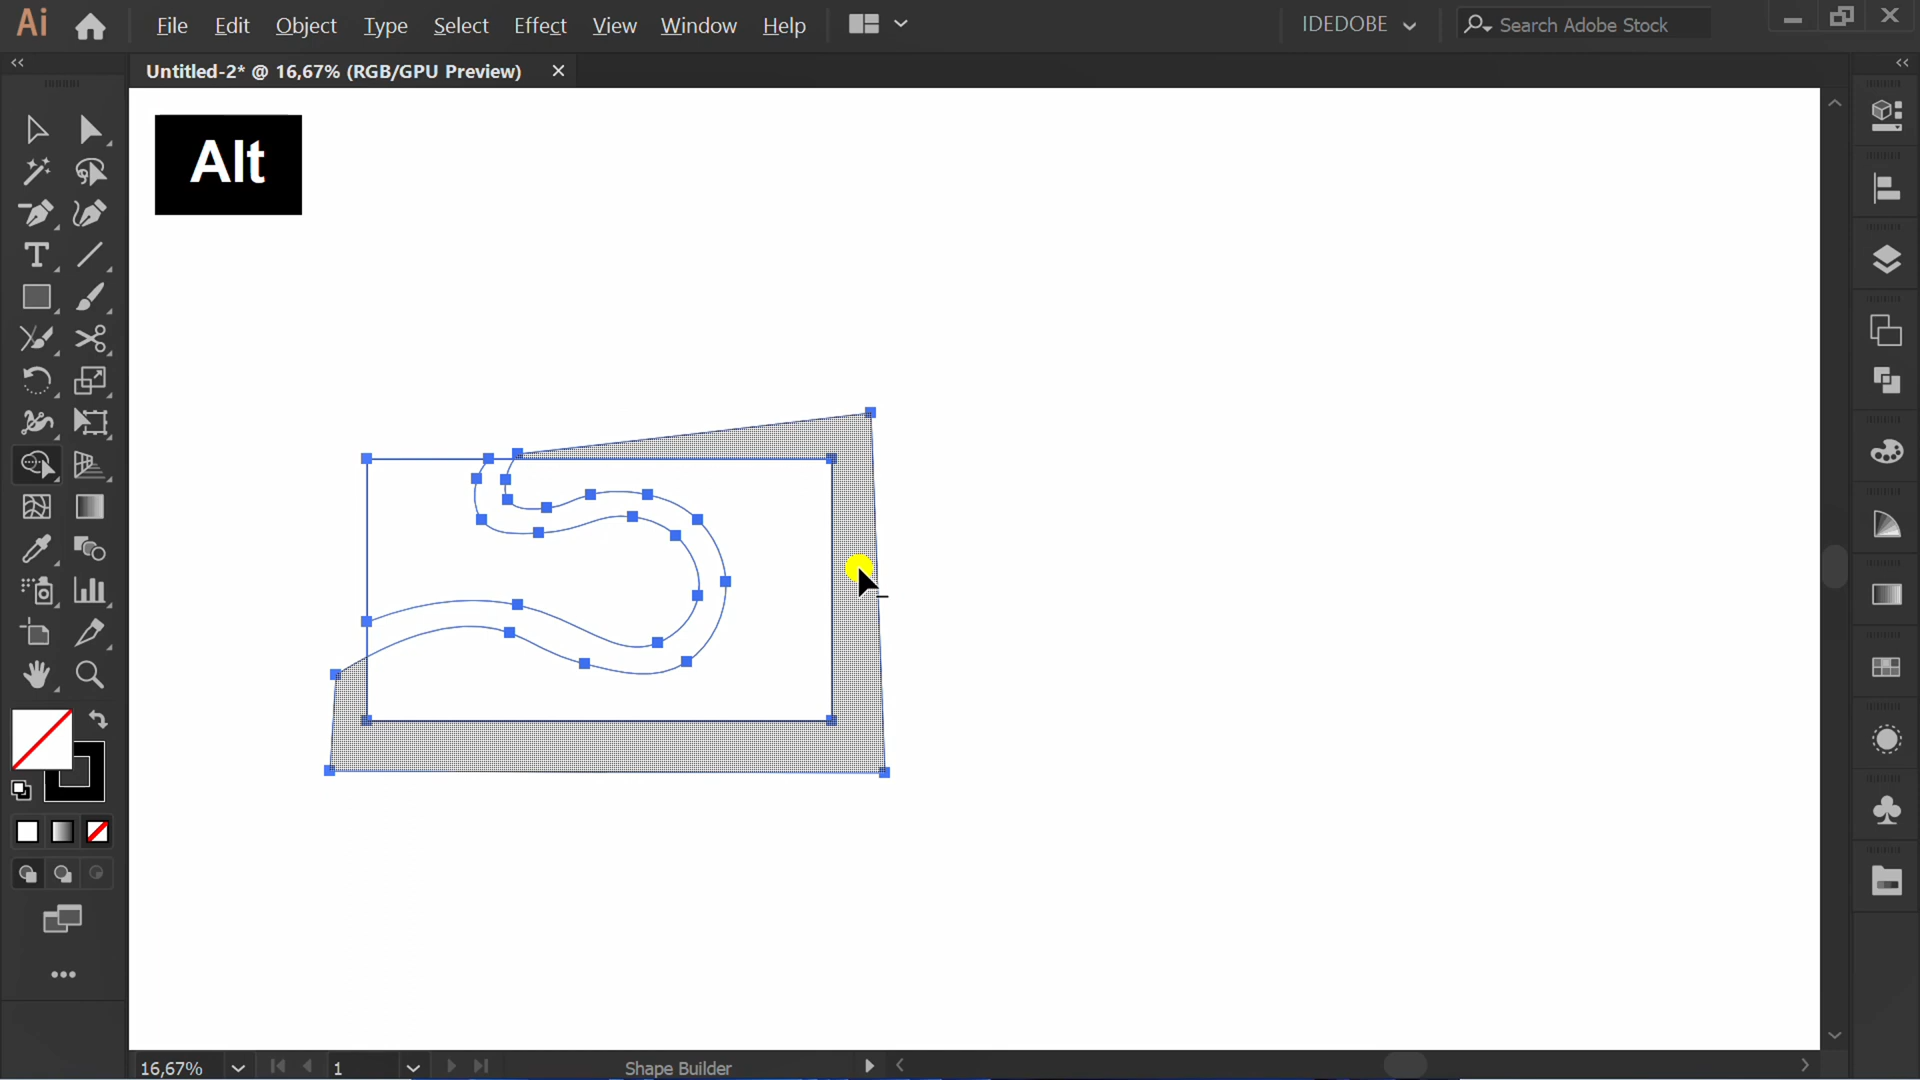 Ai File Edit Object Type Select Effect View Window Help IDEDOBE Search Adobe Stock
Untitled-2* @ 16,67% (RGB/GPU Preview)
Alt
16,67% 1 Shape Builder